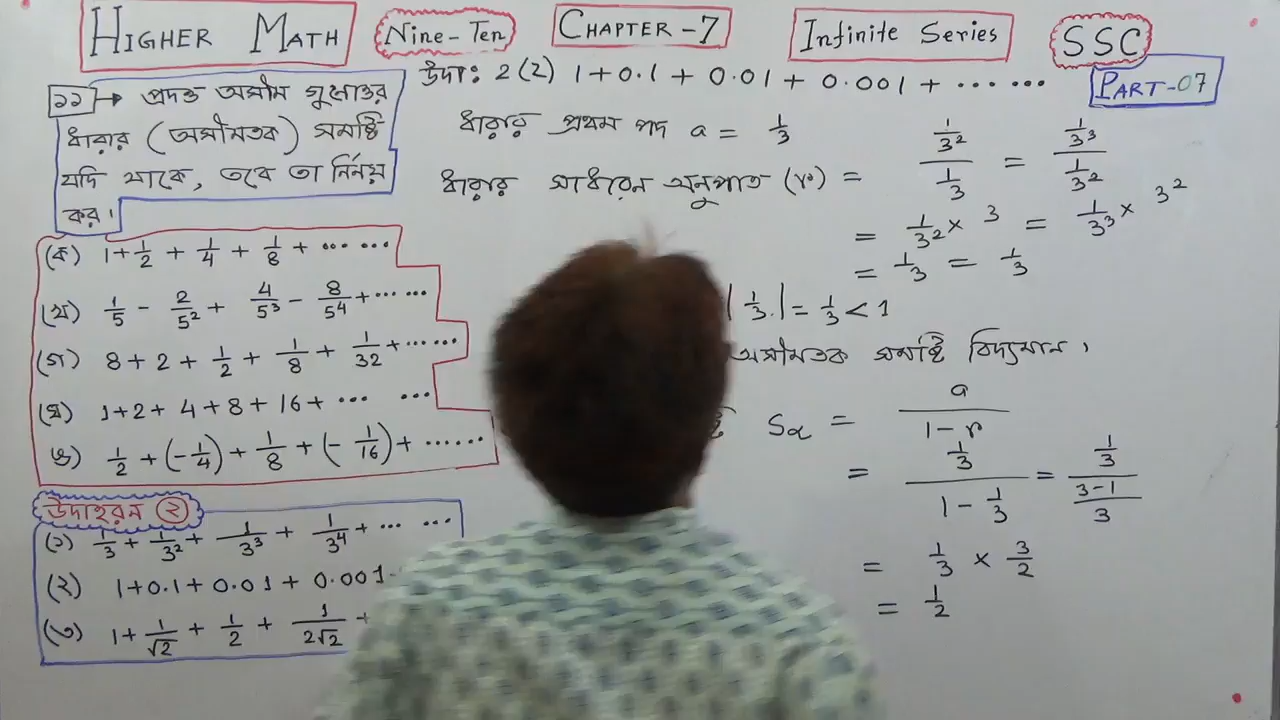 HIGHER MATH
Nine-Ten
CHAPTER-7
Infinite Series
SSC
PART-07
১১ → প্রদত্ত অসীম গুণোত্তর
ধারার (অসীমতক) সমষ্টি
যদি থাকে, তবে তা নির্নয়
কর।
(ক) 1 + 1/2 + 1/4 + 1/8 + ... ...
(খ) 1/5 - 2/5² + 4/5³ - 8/5⁴ + ... ...
(গ) 8 + 2 + 1/2 + 1/8 + 1/32 + ... ...
(ঘ) 1 + 2 + 4 + 8 + 16 + ... ...
(ঙ) 1/2 + (-1/4) + 1/8 + (-1/16) + ... ...
উদাহরন ২
(১) 1/3 + 1/3² + 1/3³ + 1/3⁴ + ... ...
(২) 1 + 0.1 + 0.01 + 0.001
(৩) 1 + 1/√2 + 1/2 + 1/2√2 +
উদা: 2(2) 1 + 0.1 + 0.01 + 0.001 + ... ...
ধারার প্রথম পদ a = 1/3
ধারার সাধারন অনুপাত (r) = (1/3²)/(1/3) = (1/3³)/(1/3²)
= 1/3² × 3 = 1/3³ × 3²
= 1/3 = 1/3
|1/3| = 1/3 < 1
অসীমতক সমষ্টি বিদ্যমান।
S∝ = a/(1-r)
= (1/3)/(1 - 1/3) = (1/3)/((3-1)/3)
= 1/3 × 3/2
= 1/2